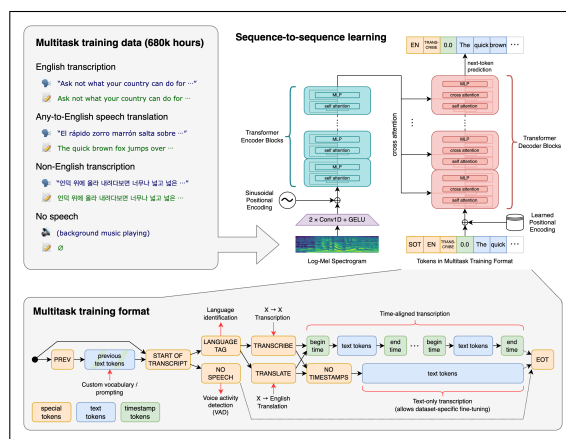 Multitask training data (680k hours)
English transcription
“Ask not what your country can do for ⋯”
Ask not what your country can do for ⋯
Any-to-English speech translation
“El rápido zorro marrón salta sobre ⋯”
The quick brown fox jumps over ⋯
Non-English transcription
“언덕 위에 올라 내려다보면 너무나 넓고 넓은 ⋯”
언덕 위에 올라 내려다보면 너무나 넓고 넓은 ⋯
No speech
(background music playing)
Ø
Sequence-to-sequence learning
EN
TRANS-
CRIBE
0.0
The
quick
brown
⋯
next-token
prediction
MLP
self attention
⋮
MLP
self attention
MLP
self attention
Transformer
Encoder Blocks
Sinusoidal
Positional
Encoding
2 × Conv1D + GELU
Log-Mel Spectrogram
cross attention
MLP
cross attention
self attention
⋮
MLP
cross attention
self attention
MLP
cross attention
self attention
Transformer
Decoder Blocks
Learned
Positional
Encoding
SOT
EN
TRANS-
CRIBE
0.0
The
quick
⋯
Tokens in Multitask Training Format
Multitask training format
Language
identification
X → X
Transcription
Time-aligned transcription
PREV
previous
text tokens
START OF
TRANSCRIPT
LANGUAGE
TAG
NO
SPEECH
TRANSCRIBE
TRANSLATE
begin
time
text tokens
end
time
⋯
begin
time
text tokens
end
time
NO
TIMESTAMPS
text tokens
EOT
Custom vocabulary /
prompting
Voice activity
detection
(VAD)
X → English
Translation
Text-only transcription
(allows dataset-specific fine-tuning)
special
tokens
text
tokens
timestamp
tokens